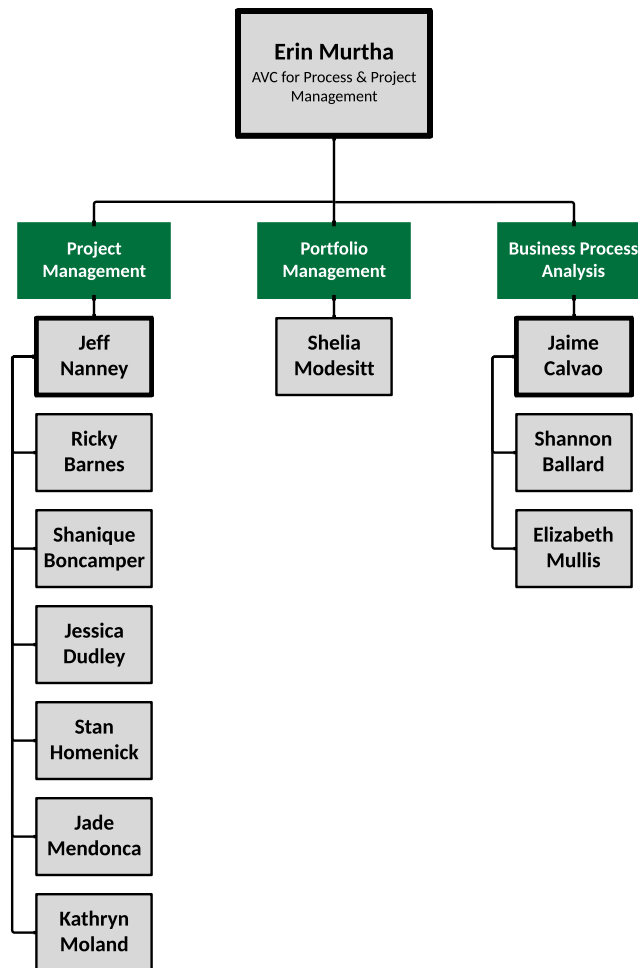 Erin Murtha
AVC for Process & Project
Management
Project
Management
Portfolio
Management
Business Process
Analysis
Jeff
Nanney
Shelia
Modesitt
Jaime
Calvao
Ricky
Barnes
Shannon
Ballard
Shanique
Boncamper
Elizabeth
Mullis
Jessica
Dudley
Stan
Homenick
Jade
Mendonca
Kathryn
Moland